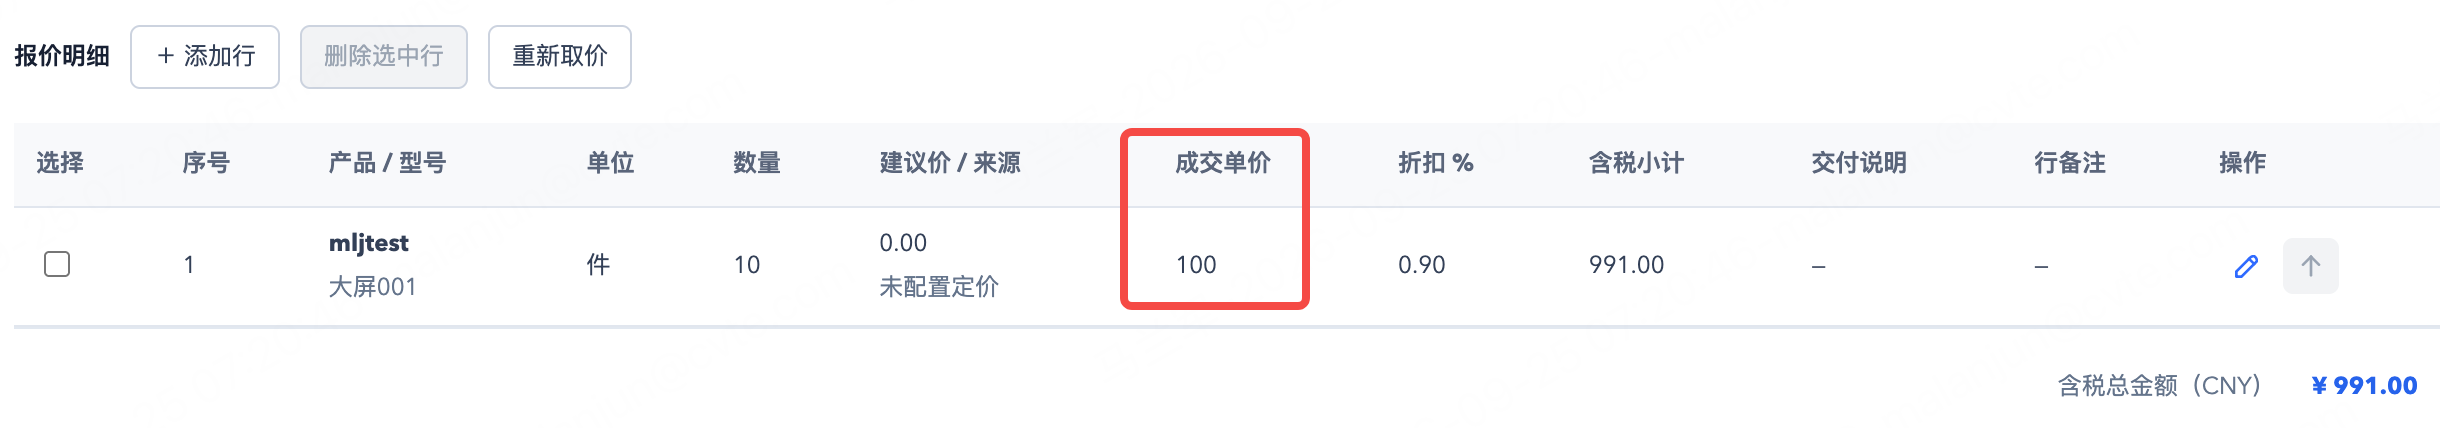 报价明细 + 添加行 删除选中行 重新取价
选择 序号 产品 / 型号 单位 数量 建议价 / 来源 成交单价 折扣 % 含税小计 交付说明 行备注 操作
1 mljtest 件 10 0.00 100 0.90 991.00 – –
大屏001 未配置定价
含税总金额（CNY） ¥ 991.00